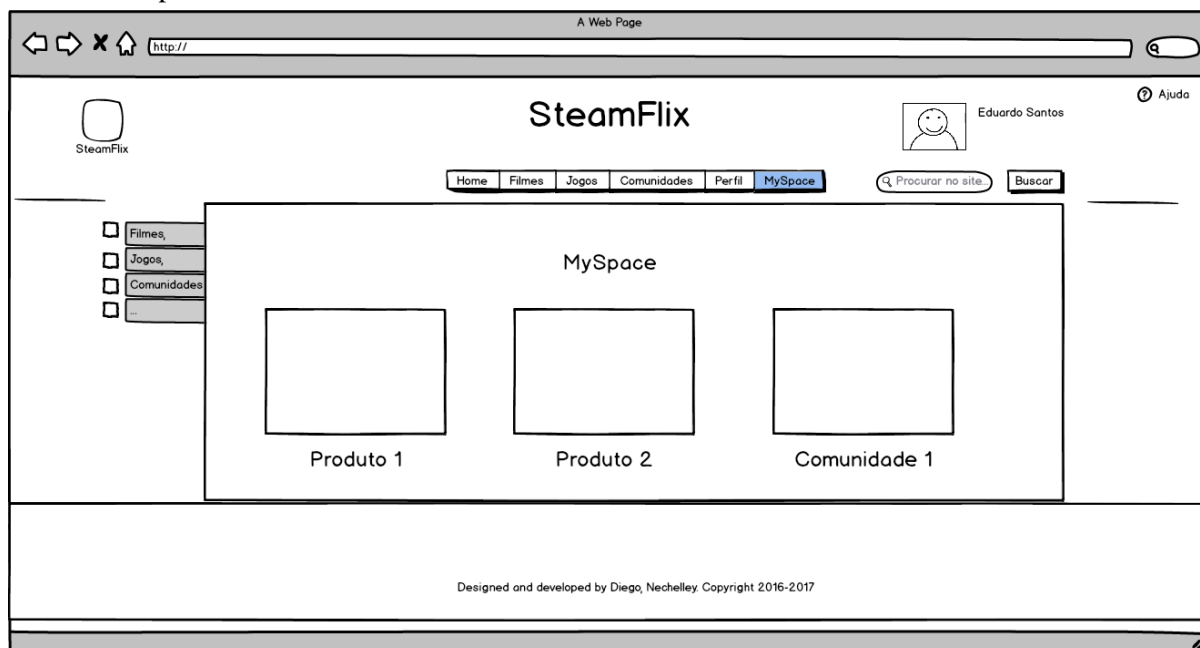 A Web Page
http://
Ajuda
SteamFlix
Eduardo Santos
SteamFlix
Home Filmes Jogos Comunidades Perfil MySpace
Procurar no site... Buscar
Filmes,
Jogos,
Comunidades
...
MySpace
Produto 1 Produto 2 Comunidade 1
Designed and developed by Diego, Nechelley. Copyright 2016-2017